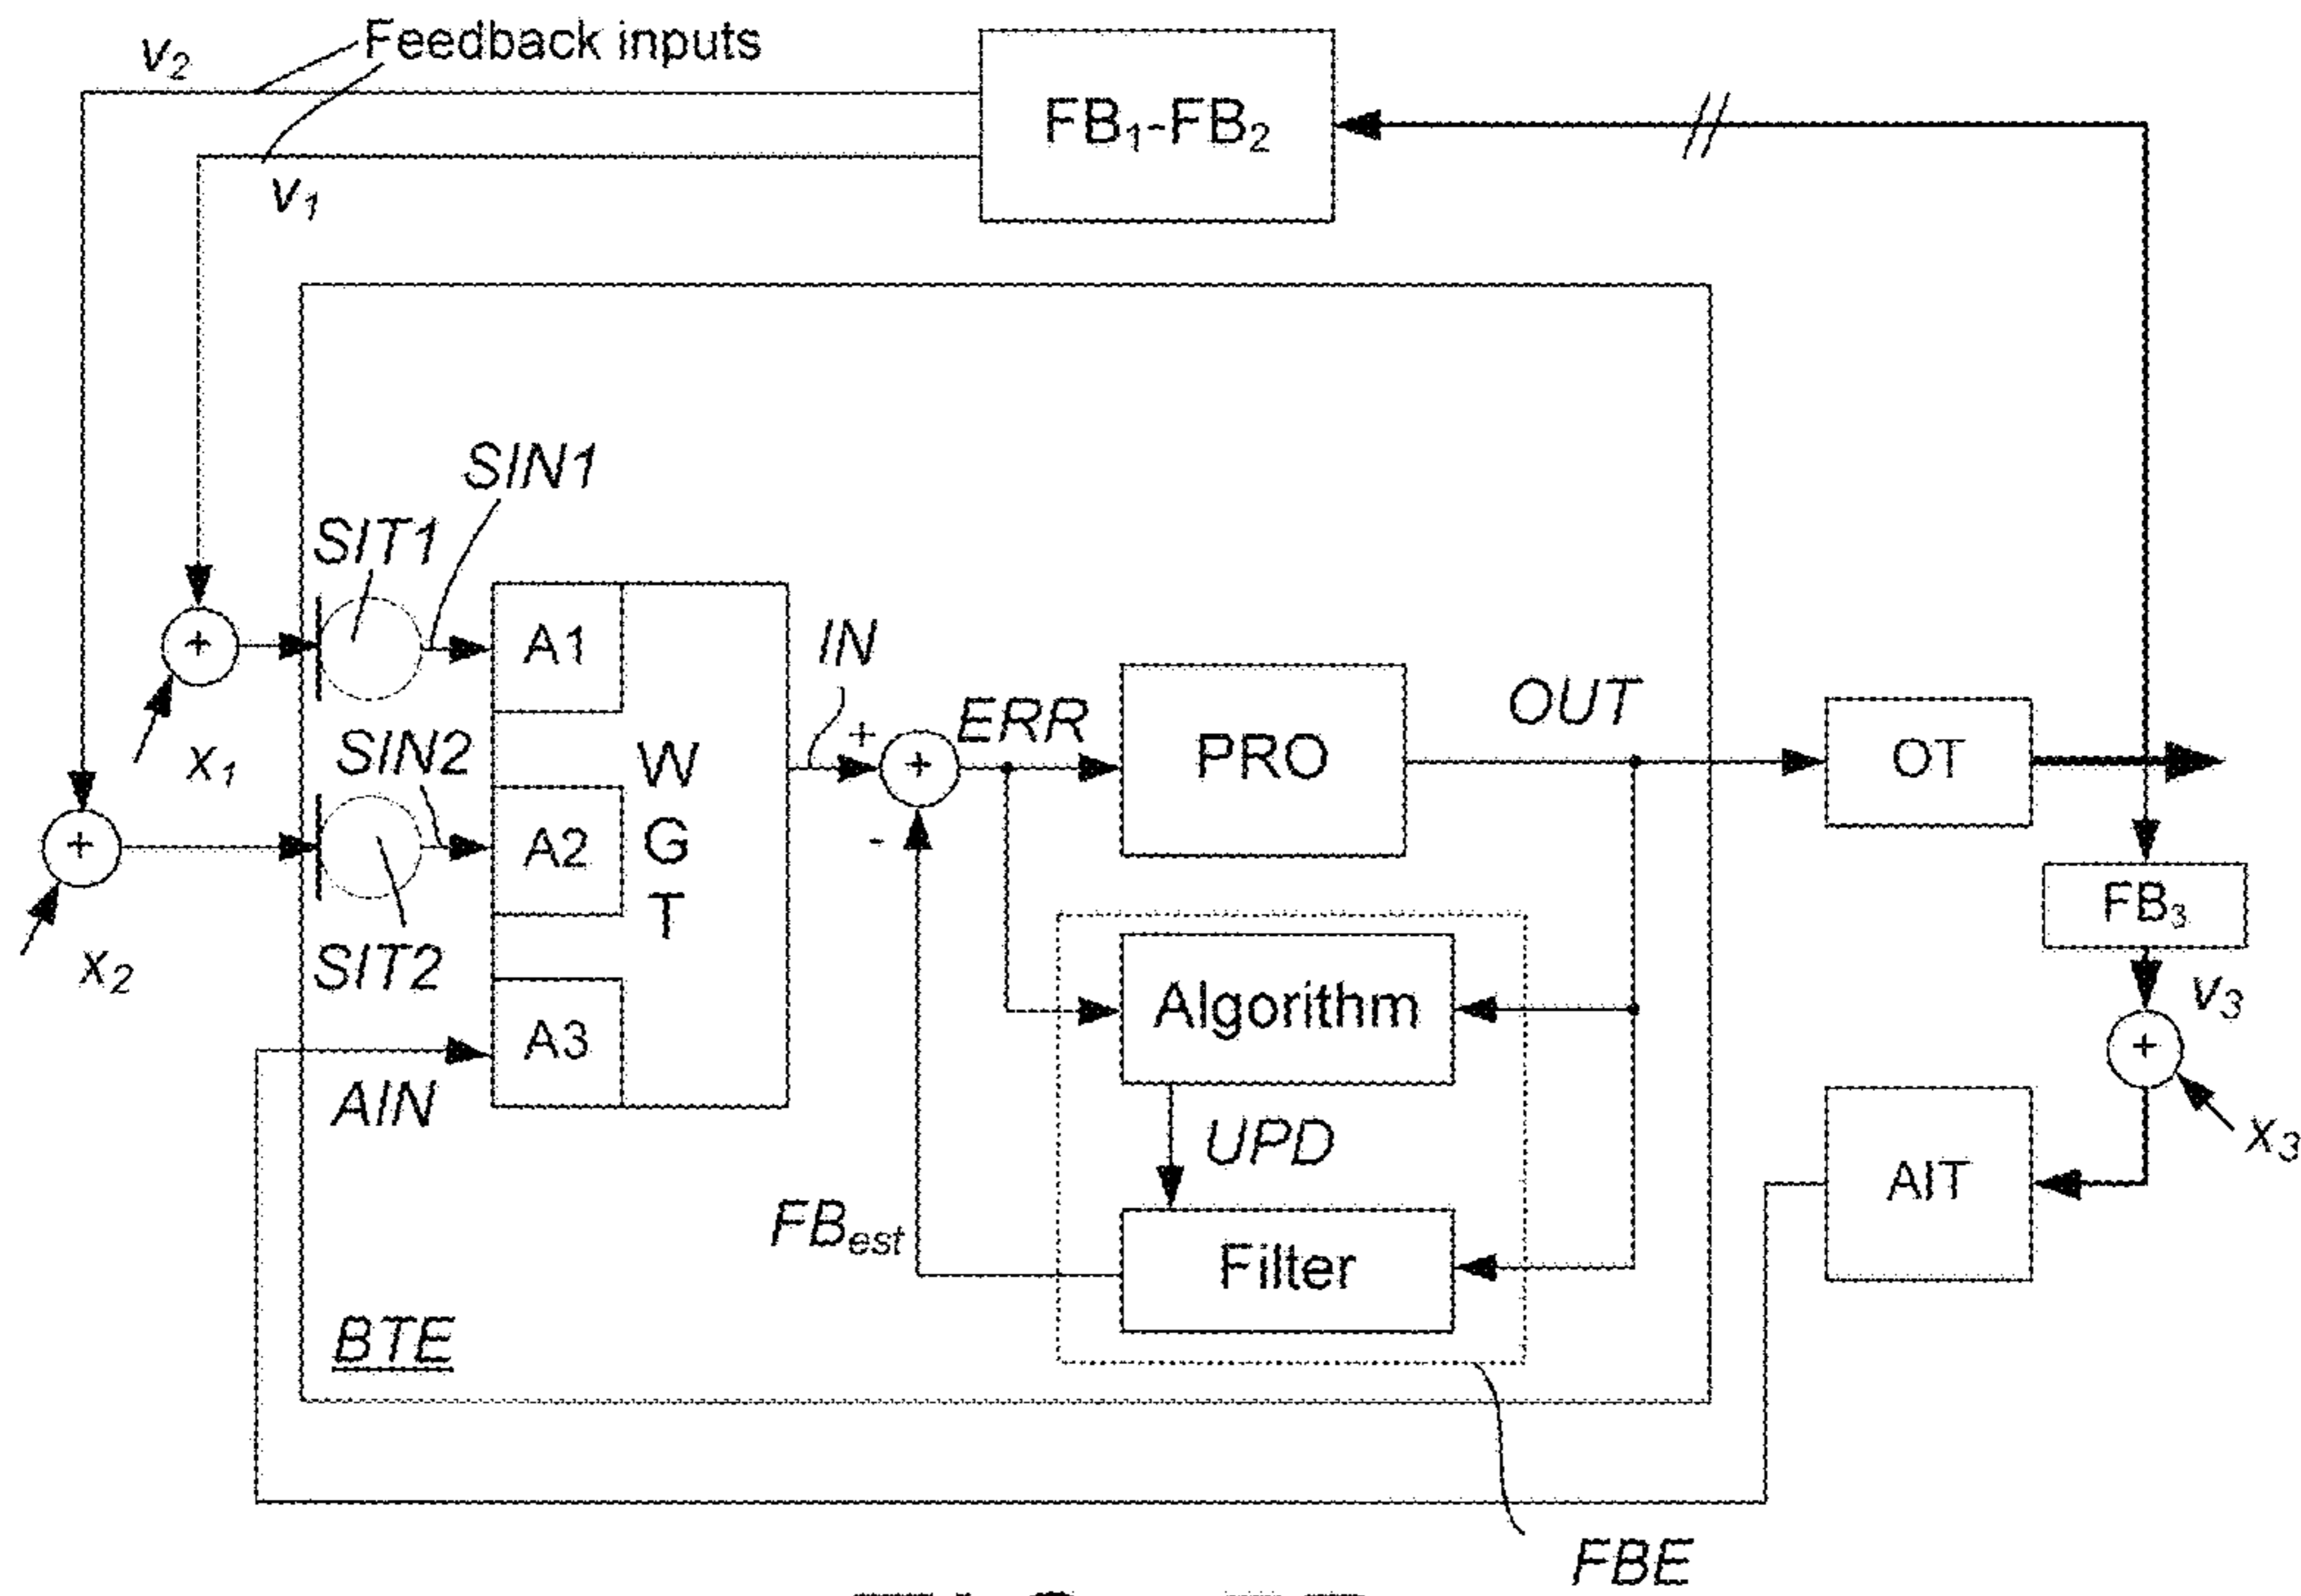 v2
Feedback inputs
v1
FB1-FB2
SIN1
SIT1
A1
IN
+
ERR
PRO
OUT
OT
x1
SIN2
W
G
T
A2
-
FB3
x2
SIT2
Algorithm
v3
A3
AIN
UPD
AIT
x3
FBest
Filter
BTE
FBE
+
+
+
+